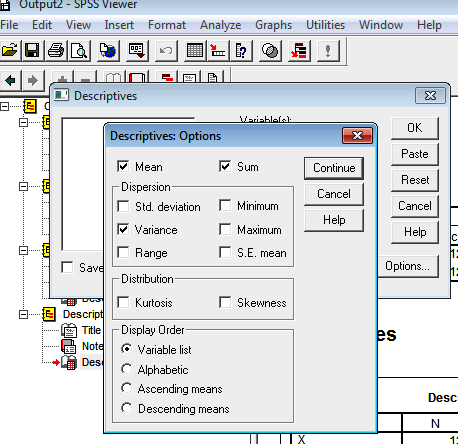 Output2 - SPSS Viewer
File Edit View Insert Format Analyze Graphs Utilities Window Help
Descriptives
Variable(s):
OK
Paste
Reset
Cancel
Help
Options...
Save
Descriptives: Options
Mean Sum Continue
Cancel
Help
Dispersion
Std. deviation Minimum
Variance Maximum
Range S.E. mean
Distribution
Kurtosis Skewness
Display Order
Variable list
Alphabetic
Ascending means
Descending means
Descript
Title
Note
Desc
es
Desc
N
X 12